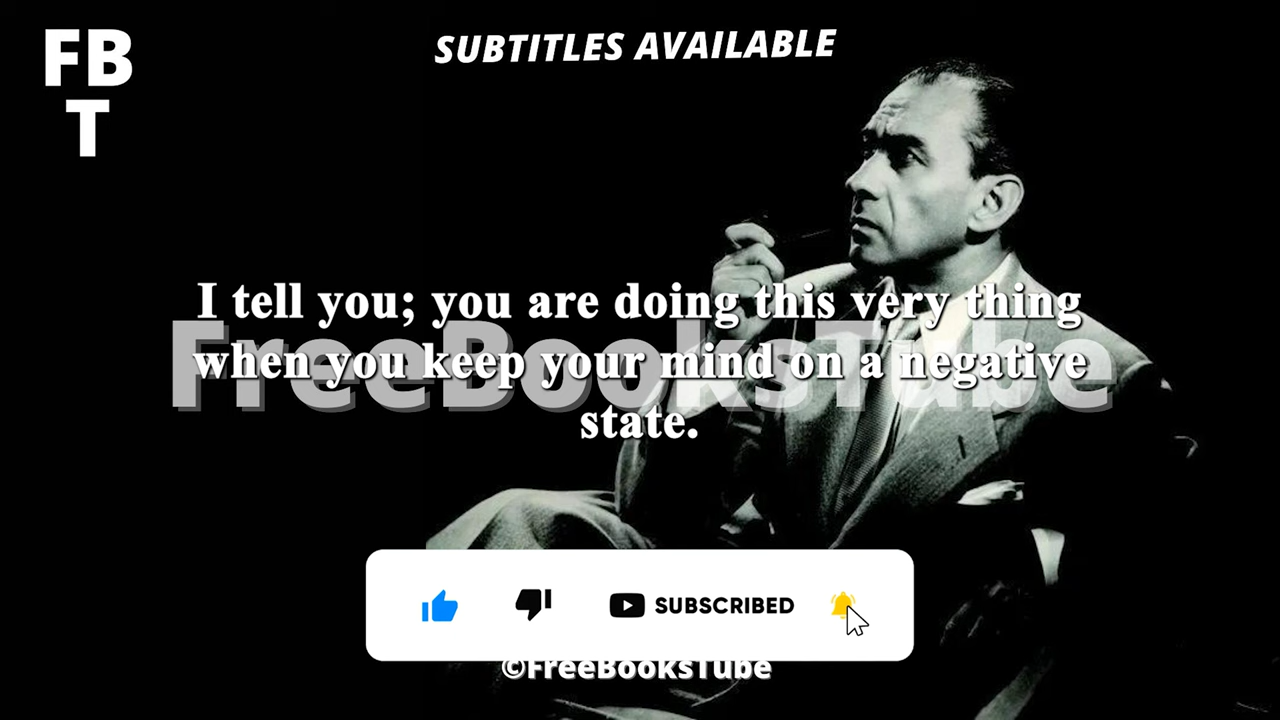 FB
T
SUBTITLES AVAILABLE
I tell you; you are doing this very thing
when you keep your mind on a negative
state.
FreeBooksTube
SUBSCRIBED
©FreeBooksTube